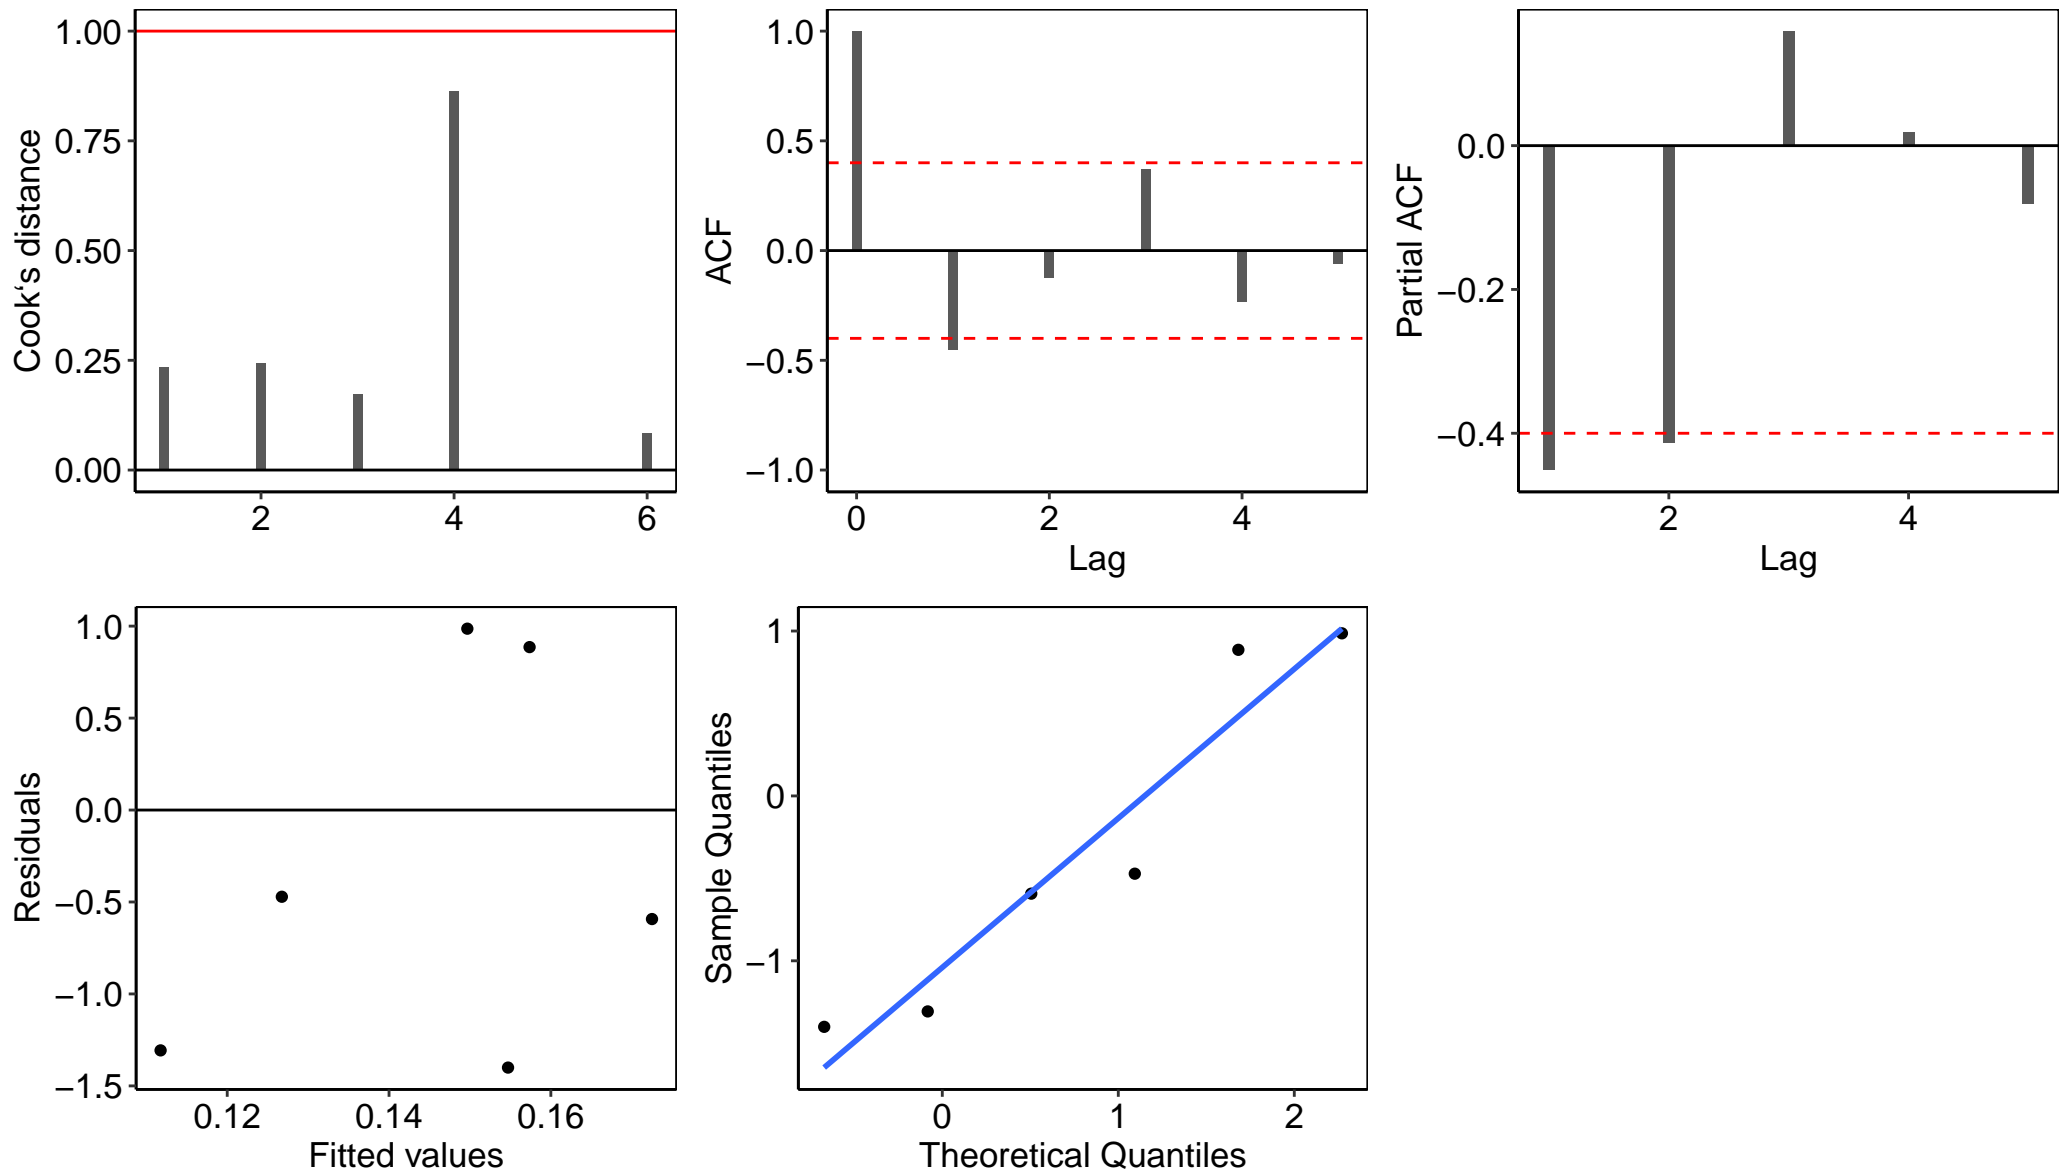 Cook‘s distance
1.00
0.75
0.50
0.25
0.00
2 4 6
ACF
1.0
0.5
0.0
−0.5
−1.0
0 2 4
Lag
Partial ACF
0.0
−0.2
−0.4
2 4
Lag
Residuals
1.0
0.5
0.0
−0.5
−1.0
−1.5
0.12 0.14 0.16
Fitted values
Sample Quantiles
1
0
−1
0 1 2
Theoretical Quantiles